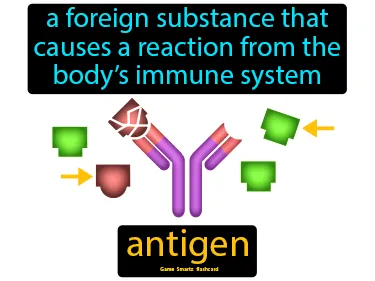 a foreign substance that
causes a reaction from the
body's immune system
antigen
Game Smartz flashcard